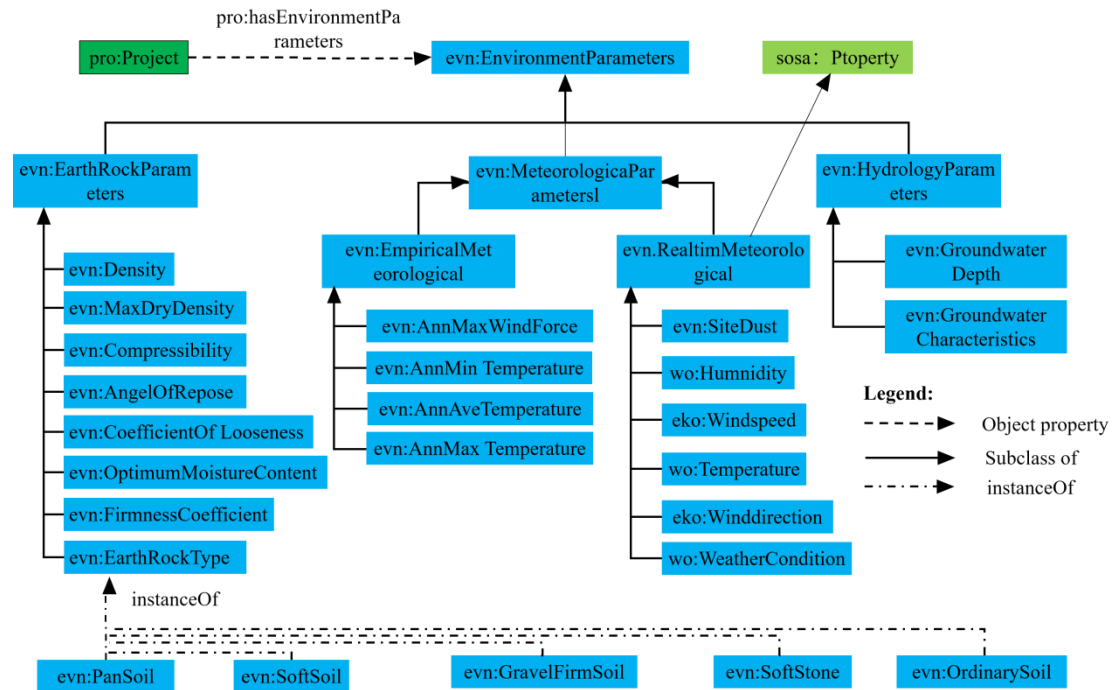 pro:hasEnvironmentPa
rameters
pro:Project
evn:EnvironmentParameters
sosa：Ptoperty
evn:EarthRockParam
eters
evn:MeteorologicaPar
ametersl
evn:HydrologyPara
meters
evn:EmpiricalMet
eorological
evn.RealtimMeteorolo
gical
evn:Groundwater
Depth
evn:Groundwater
Characteristics
evn:Density
evn:MaxDryDensity
evn:Compressibility
evn:AngelOfRepose
evn:CoefficientOf Looseness
evn:OptimumMoistureContent
evn:FirmnessCoefficient
evn:EarthRockType
evn:AnnMaxWindForce
evn:AnnMin Temperature
evn:AnnAveTemperature
evn:AnnMax Temperature
evn:SiteDust
wo:Humnidity
eko:Windspeed
wo:Temperature
eko:Winddirection
wo:WeatherCondition
Legend:
Object property
Subclass of
instanceOf
instanceOf
evn:PanSoil
evn:SoftSoil
evn:GravelFirmSoil
evn:SoftStone
evn:OrdinarySoil